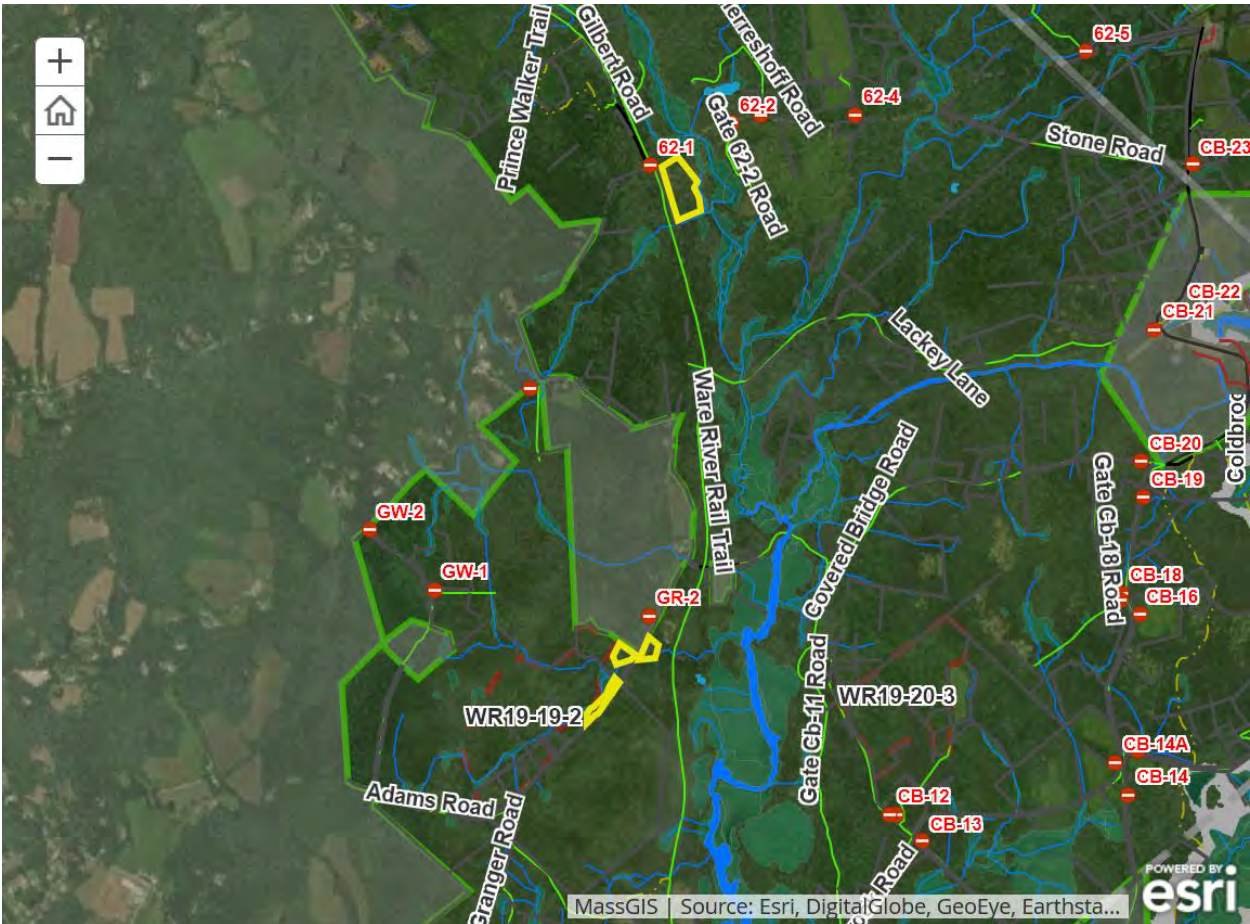 +
−
Prince Walker Trail
Gilbert Road
62-5
62-2
62-4
Gate 62-2 Road
Stone Road
CB-23
62-1
CB-22
CB-21
Lackey Lane
Ware River Rail Trail
Covered Bridge Road
CB-20
CB-19
Gate Cb-18 Road
GW-2
GW-1
CB-18
CB-16
GR-2
WR19-19-2
WR19-20-3
Gate Cb-11 Road
CB-14A
CB-14
Adams Road
CB-12
CB-13
Granger Road
Road
MassGIS | Source: Esri, DigitalGlobe, GeoEye, Earthsta...
POWERED BY
esri